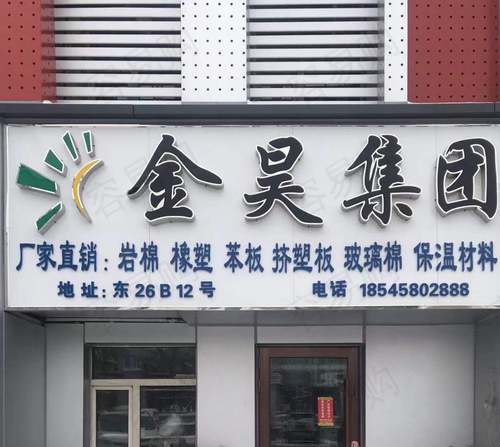 金昊集团
厂家直销：岩棉 橡塑 苯板 挤塑板 玻璃棉 保温材料
地址：东26B12号 电话 18545802888